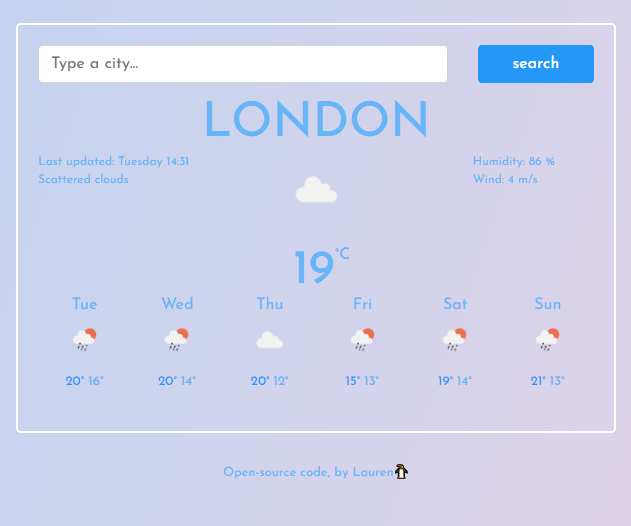 Type a city...
search
LONDON
Last updated: Tuesday 14:31
Humidity: 86 %
Scattered clouds
Wind: 4 m/s
19°C
Tue Wed Thu Fri Sat Sun
20° 16° 20° 14° 20° 12° 15° 13° 19° 14° 21° 13°
Open-source code, by Lauren